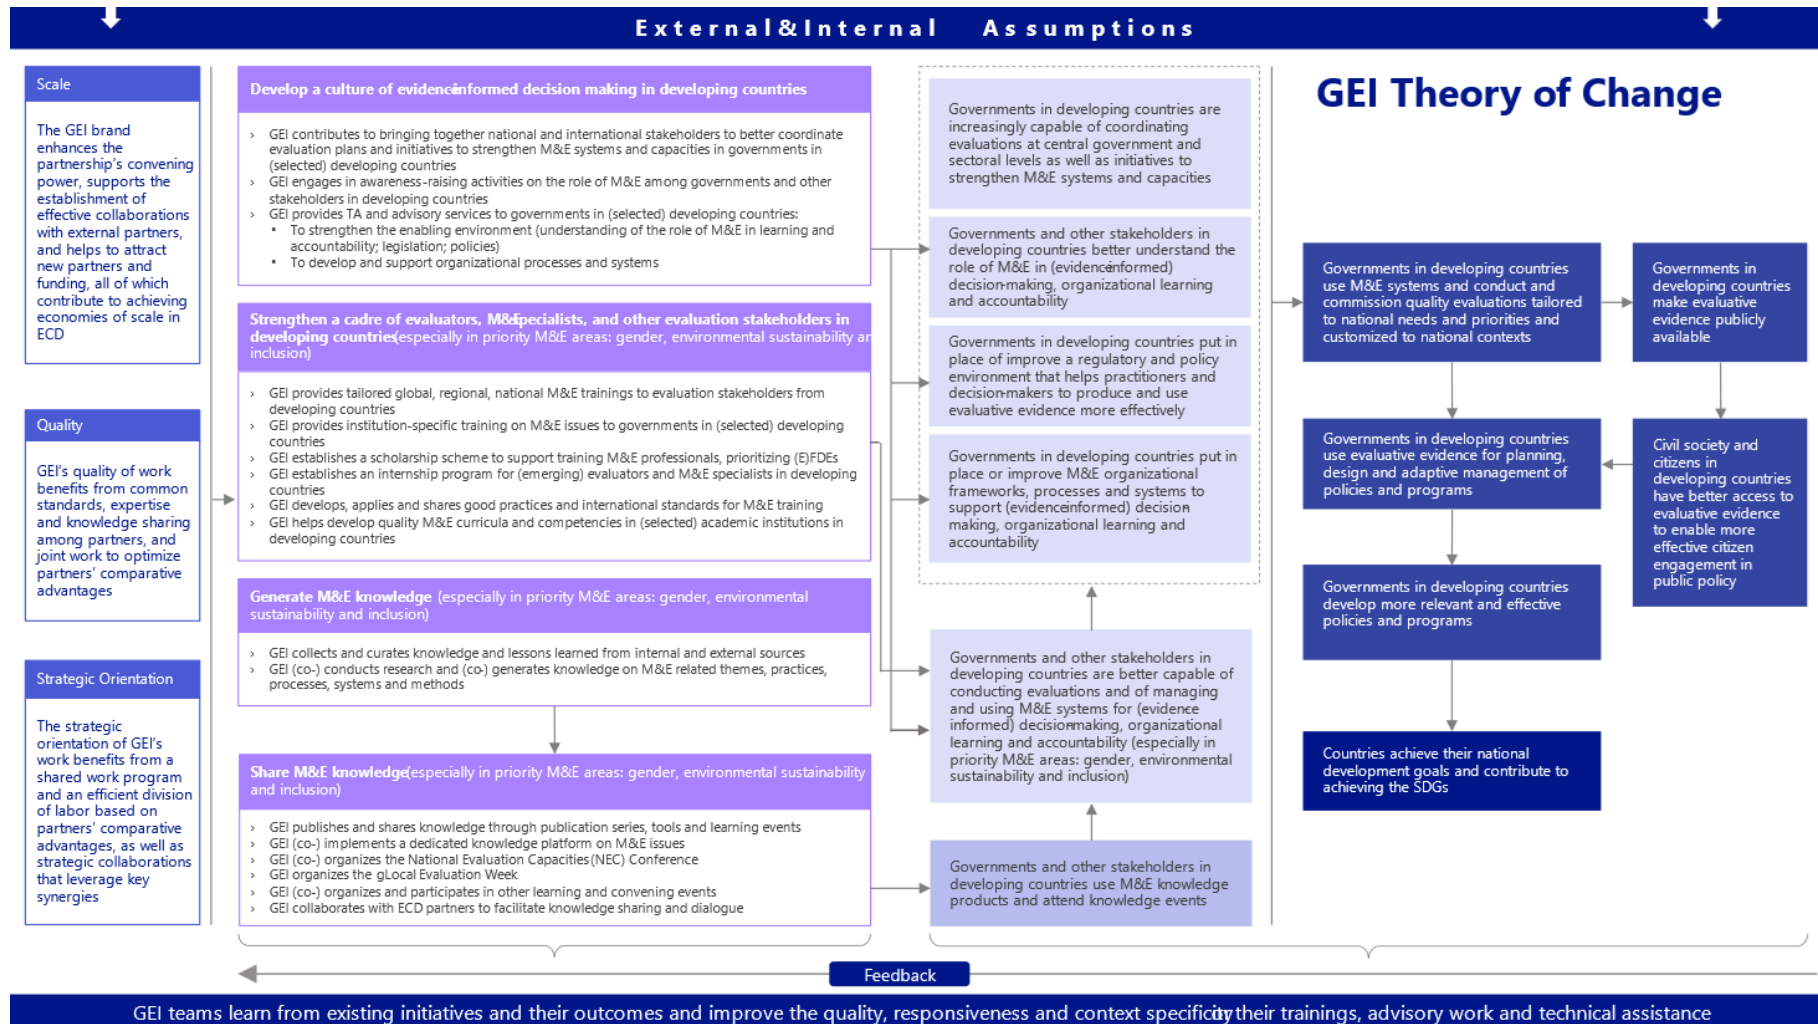 External&Internal Assumptions
Scale
The GEI brand
enhances the
partnership's convening
power, supports the
establishment of
effective collaborations
with external partners,
and helps to attract
new partners and
funding, all of which
contribute to achieving
economies of scale in
ECD
Quality
GEI's quality of work
benefits from common
standards, expertise
and knowledge sharing
among partners, and
joint work to optimize
partners' comparative
advantages
Strategic Orientation
The strategic
orientation of GEI's
work benefits from a
shared work program
and an efficient division
of labor based on
partners' comparative
advantages, as well as
strategic collaborations
that leverage key
synergies
Develop a culture of evidence-informed decision making in developing countries
› GEI contributes to bringing together national and international stakeholders to better coordinate
evaluation plans and initiatives to strengthen M&E systems and capacities in governments in
(selected) developing countries
› GEI engages in awareness-raising activities on the role of M&E among governments and other
stakeholders in developing countries
› GEI provides TA and advisory services to governments in (selected) developing countries:
• To strengthen the enabling environment (understanding of the role of M&E in learning and
accountability; legislation; policies)
• To develop and support organizational processes and systems
Strengthen a cadre of evaluators, M&E specialists, and other evaluation stakeholders in
developing countries (especially in priority M&E areas: gender, environmental sustainability an
inclusion)
› GEI provides tailored global, regional, national M&E trainings to evaluation stakeholders from
developing countries
› GEI provides institution-specific training on M&E issues to governments in (selected) developing
countries
› GEI establishes a scholarship scheme to support training M&E professionals, prioritizing (E)FDEs
› GEI establishes an internship program for (emerging) evaluators and M&E specialists in developing
countries
› GEI develops, applies and shares good practices and international standards for M&E training
› GEI helps develop quality M&E curricula and competencies in (selected) academic institutions in
developing countries
Generate M&E knowledge (especially in priority M&E areas: gender, environmental
sustainability and inclusion)
› GEI collects and curates knowledge and lessons learned from internal and external sources
› GEI (co-) conducts research and (co-) generates knowledge on M&E related themes, practices,
processes, systems and methods
Share M&E knowledge (especially in priority M&E areas: gender, environmental sustainability
and inclusion)
› GEI publishes and shares knowledge through publication series, tools and learning events
› GEI (co-) implements a dedicated knowledge platform on M&E issues
› GEI (co-) organizes the National Evaluation Capacities (NEC) Conference
› GEI organizes the gLocal Evaluation Week
› GEI (co-) organizes and participates in other learning and convening events
› GEI collaborates with ECD partners to facilitate knowledge sharing and dialogue
Governments in developing countries are
increasingly capable of coordinating
evaluations at central government and
sectoral levels as well as initiatives to
strengthen M&E systems and capacities
Governments and other stakeholders in
developing countries better understand the
role of M&E in (evidence-informed)
decision-making, organizational learning
and accountability
Governments in developing countries put in
place of improve a regulatory and policy
environment that helps practitioners and
decision-makers to produce and use
evaluative evidence more effectively
Governments in developing countries put in
place or improve M&E organizational
frameworks, processes and systems to
support (evidence-informed) decision-
making, organizational learning and
accountability
Governments and other stakeholders in
developing countries are better capable of
conducting evaluations and of managing
and using M&E systems for (evidence-
informed) decision-making, organizational
learning and accountability (especially in
priority M&E areas: gender, environmental
sustainability and inclusion)
Governments and other stakeholders in
developing countries use M&E knowledge
products and attend knowledge events
GEI Theory of Change
Governments in developing countries
use M&E systems and conduct and
commission quality evaluations tailored
to national needs and priorities and
customized to national contexts
Governments in
developing countries
make evaluative
evidence publicly
available
Governments in developing countries
use evaluative evidence for planning,
design and adaptive management of
policies and programs
Civil society and
citizens in
developing countries
have better access to
evaluative evidence
to enable more
effective citizen
engagement in
public policy
Governments in developing countries
develop more relevant and effective
policies and programs
Countries achieve their national
development goals and contribute to
achieving the SDGs
Feedback
GEI teams learn from existing initiatives and their outcomes and improve the quality, responsiveness and context specificity in their trainings, advisory work and technical assistance